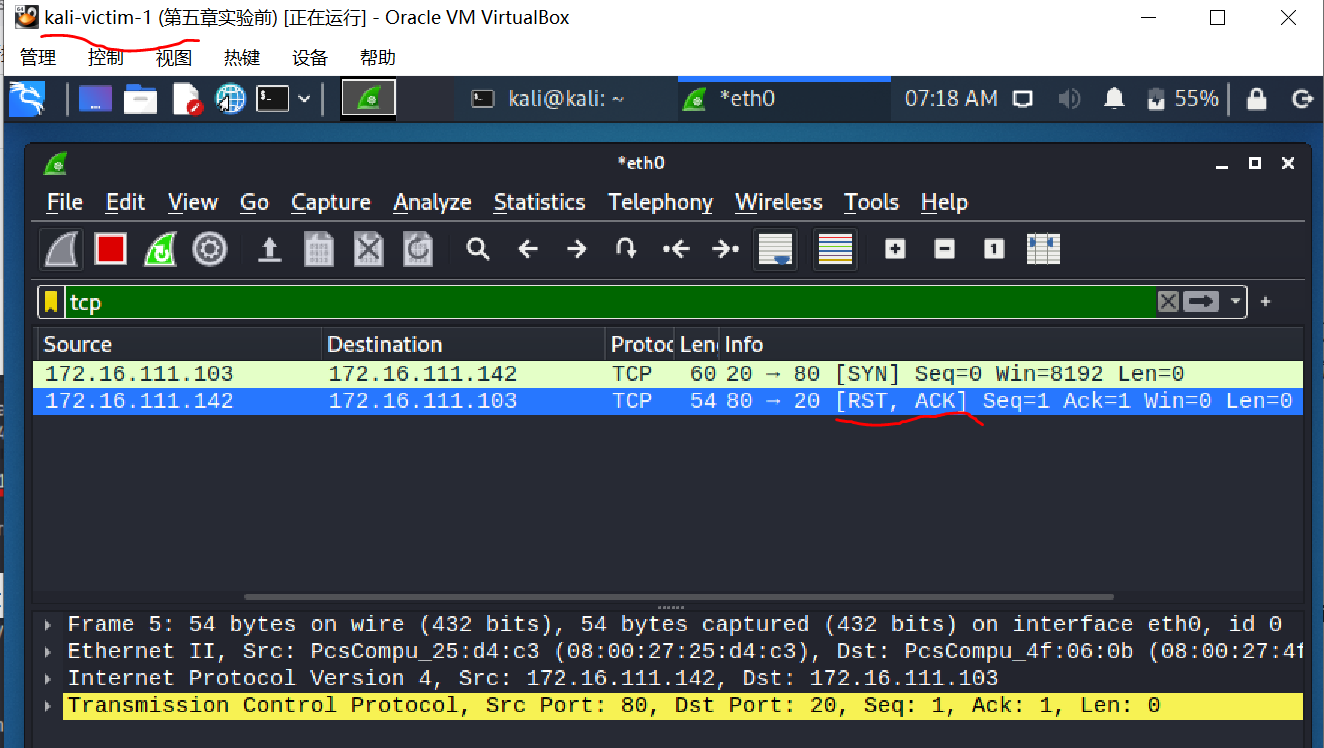 kali-victim-1 (第五章实验前) [正在运行] - Oracle VM VirtualBox
管理 控制 视图 热键 设备 帮助
kali@kali: ~ *eth0 07:18 AM 55%
*eth0
File Edit View Go Capture Analyze Statistics Telephony Wireless Tools Help
tcp
Source Destination Protoc Len Info
172.16.111.103 172.16.111.142 TCP 60 20 → 80 [SYN] Seq=0 Win=8192 Len=0
172.16.111.142 172.16.111.103 TCP 54 80 → 20 [RST, ACK] Seq=1 Ack=1 Win=0 Len=0
Frame 5: 54 bytes on wire (432 bits), 54 bytes captured (432 bits) on interface eth0, id 0
Ethernet II, Src: PcsCompu_25:d4:c3 (08:00:27:25:d4:c3), Dst: PcsCompu_4f:06:0b (08:00:27:4f
Internet Protocol Version 4, Src: 172.16.111.142, Dst: 172.16.111.103
Transmission Control Protocol, Src Port: 80, Dst Port: 20, Seq: 1, Ack: 1, Len: 0